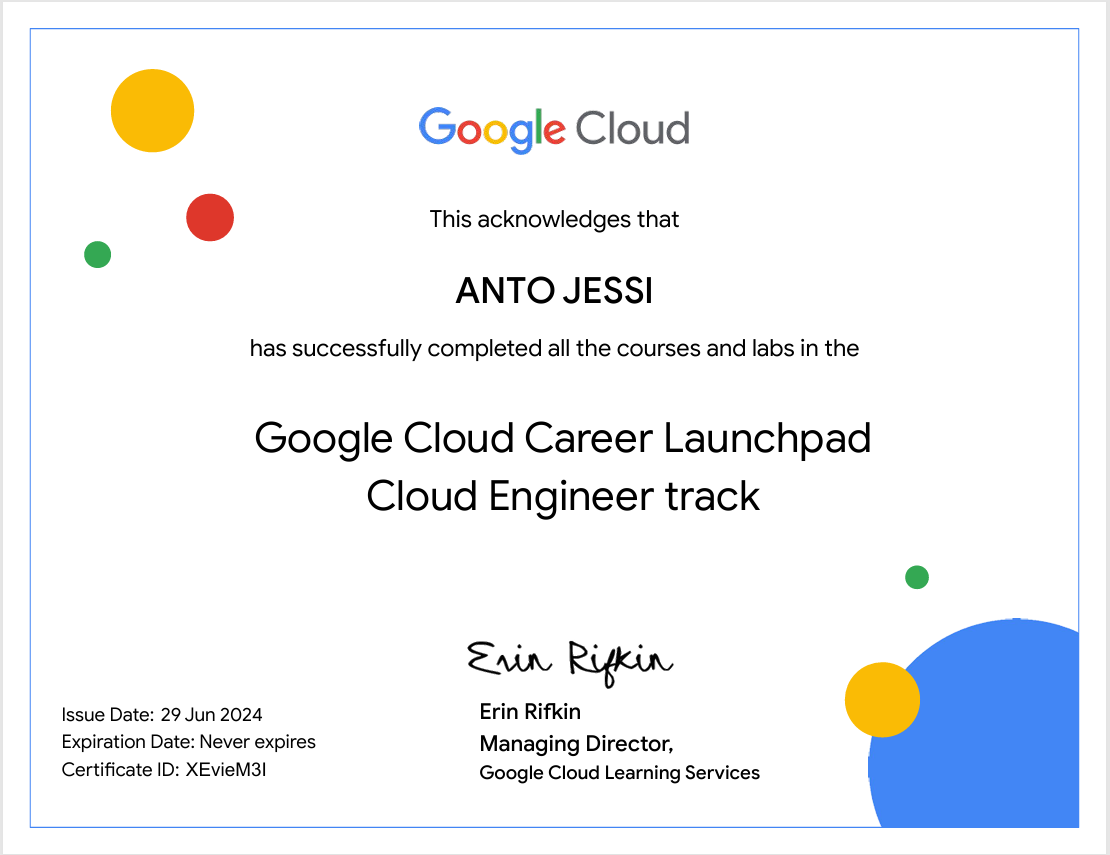 Google Cloud
This acknowledges that
ANTO JESSI
has successfully completed all the courses and labs in the
Google Cloud Career Launchpad
Cloud Engineer track
Erin Rifkin
Erin Rifkin
Managing Director,
Google Cloud Learning Services
Issue Date: 29 Jun 2024
Expiration Date: Never expires
Certificate ID: XEvieM3I